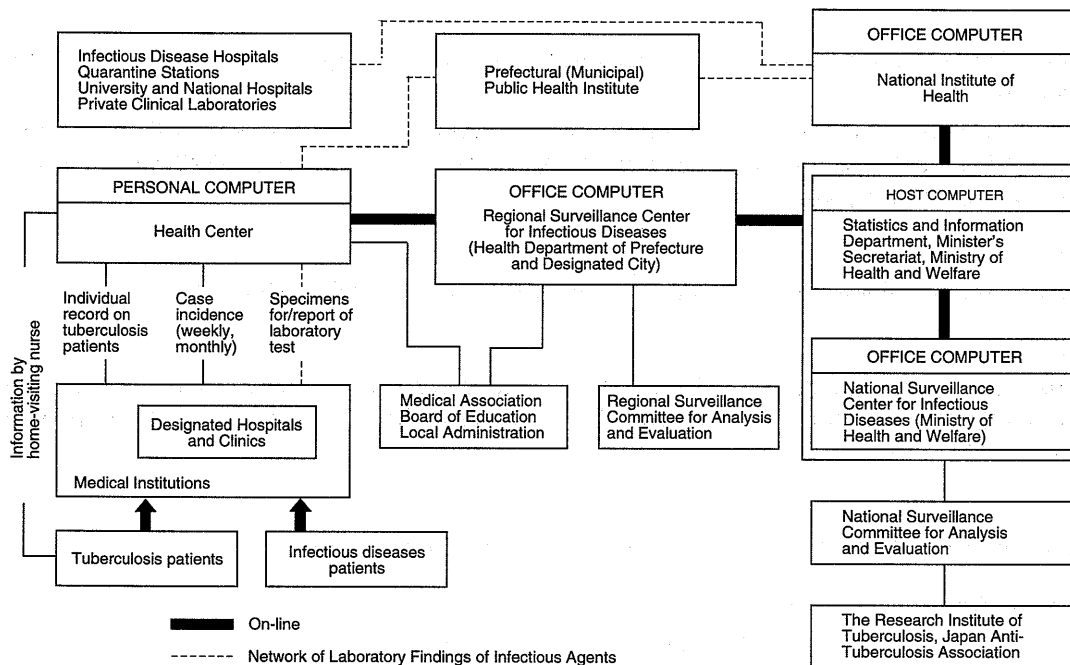 Infectious Disease Hospitals
Quarantine Stations
University and National Hospitals
Private Clinical Laboratories
Prefectural (Municipal)
Public Health Institute
OFFICE COMPUTER
National Institute of
Health
PERSONAL COMPUTER
Health Center
OFFICE COMPUTER
Regional Surveillance Center
for Infectious Diseases
(Health Department of Prefecture
and Designated City)
HOST COMPUTER
Statistics and Information
Department, Minister's
Secretariat, Ministry of
Health and Welfare
OFFICE COMPUTER
National Surveillance
Center for Infectious
Diseases (Ministry of
Health and Welfare)
Information by
home-visiting nurse
Individual
record on
tuberculosis
patients
Case
incidence
(weekly,
monthly)
Specimens
for/report of
laboratory
test
Designated Hospitals
and Clinics
Medical Institutions
Medical Association
Board of Education
Local Administration
Regional Surveillance
Committee for Analysis
and Evaluation
National Surveillance
Committee for Analysis
and Evaluation
Tuberculosis patients
Infectious diseases
patients
The Research Institute of
Tuberculosis, Japan Anti-
Tuberculosis Association
On-line
Network of Laboratory Findings of Infectious Agents